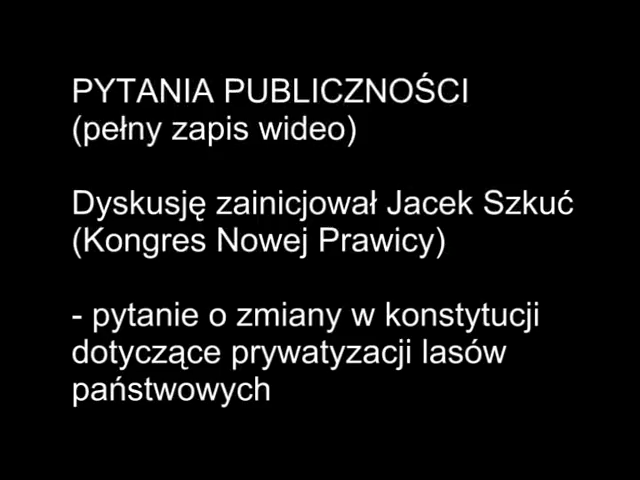 PYTANIA PUBLICZNOŚCI
(pełny zapis wideo)
Dyskusję zainicjował Jacek Szkuć
(Kongres Nowej Prawicy)
- pytanie o zmiany w konstytucji
dotyczące prywatyzacji lasów
państwowych